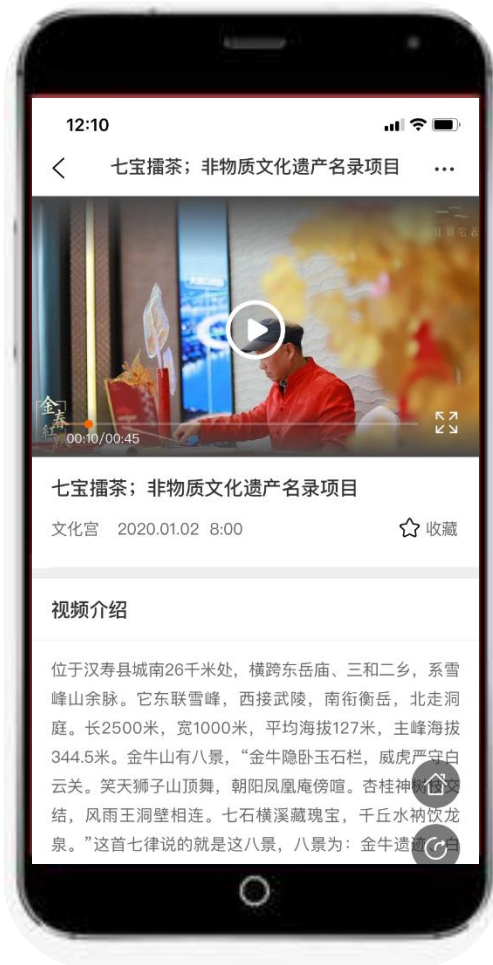 12:10
七宝擂茶；非物质文化遗产名录项目
00:10/00:45
七宝擂茶；非物质文化遗产名录项目
文化宫 2020.01.02 8:00
收藏
视频介绍
位于汉寿县城南26千米处，横跨东岳庙、三和二乡，系雪
峰山余脉。它东联雪峰，西接武陵，南衔衡岳，北走洞
庭。长2500米，宽1000米，平均海拔127米，主峰海拔
344.5米。金牛山有八景，“金牛隐卧玉石栏，威虎严守白
云关。笑天狮子山顶舞，朝阳凤凰庵傍喧。杏桂神树枝交
结，风雨王洞壁相连。七石横溪藏瑰宝，千丘水衲饮龙
泉。”这首七律说的就是这八景，八景为：金牛遗迹、白